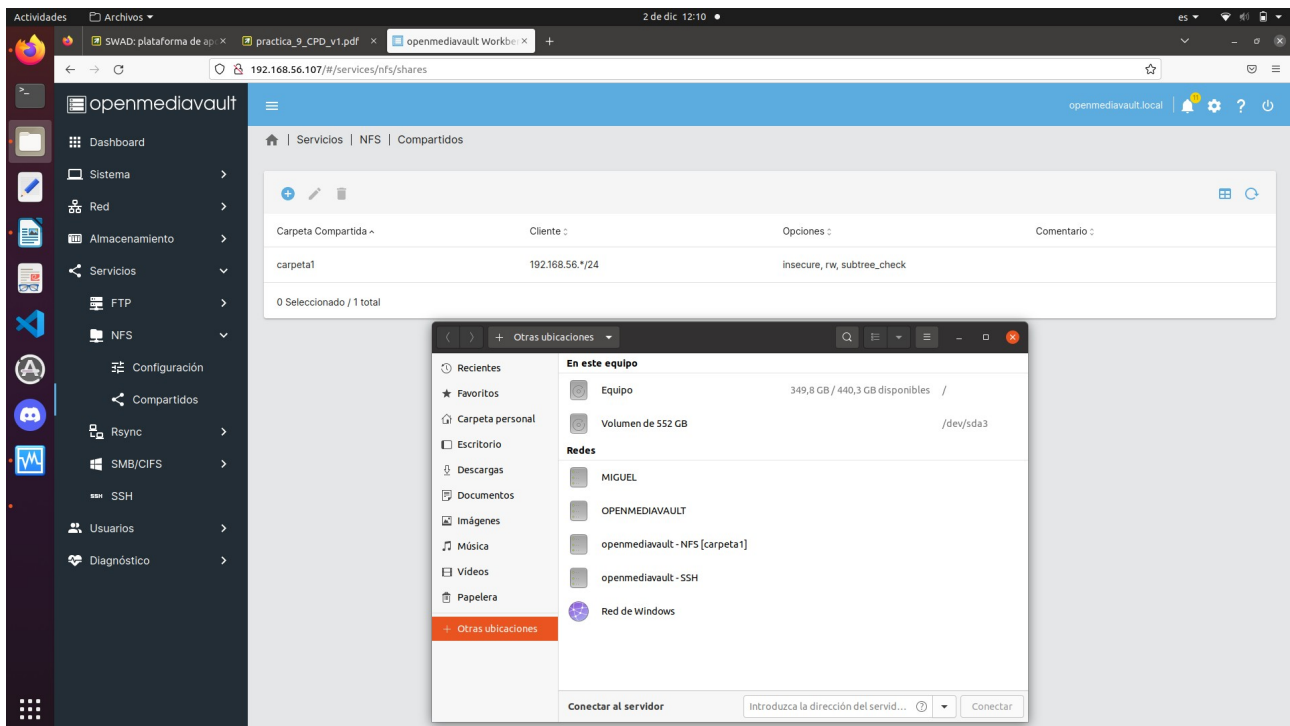 Actividades Archivos 2 de dic 12:10 es
SWAD: plataforma de apr × practica_9_CPD_v1.pdf × openmediavault Workbe × +
192.168.56.107/#/services/nfs/shares
openmediavault
openmediavault.local 11 ?
Dashboard
Servicios | NFS | Compartidos
Sistema
Red
Almacenamiento
Servicios
FTP
NFS
Configuración
Compartidos
Rsync
SMB/CIFS
SSH SSH
Usuarios
Diagnóstico
Carpeta Compartida Cliente Opciones Comentario
carpeta1 192.168.56.*/24 insecure, rw, subtree_check
0 Seleccionado / 1 total
+ Otras ubicaciones
Recientes
Favoritos
Carpeta personal
Escritorio
Descargas
Documentos
Imágenes
Música
Vídeos
Papelera
+ Otras ubicaciones
En este equipo
Equipo 349,8 GB / 440,3 GB disponibles /
Volumen de 552 GB /dev/sda3
Redes
MIGUEL
OPENMEDIAVAULT
openmediavault - NFS [carpeta1]
openmediavault - SSH
Red de Windows
Conectar al servidor Introduzca la dirección del servid... ? Conectar